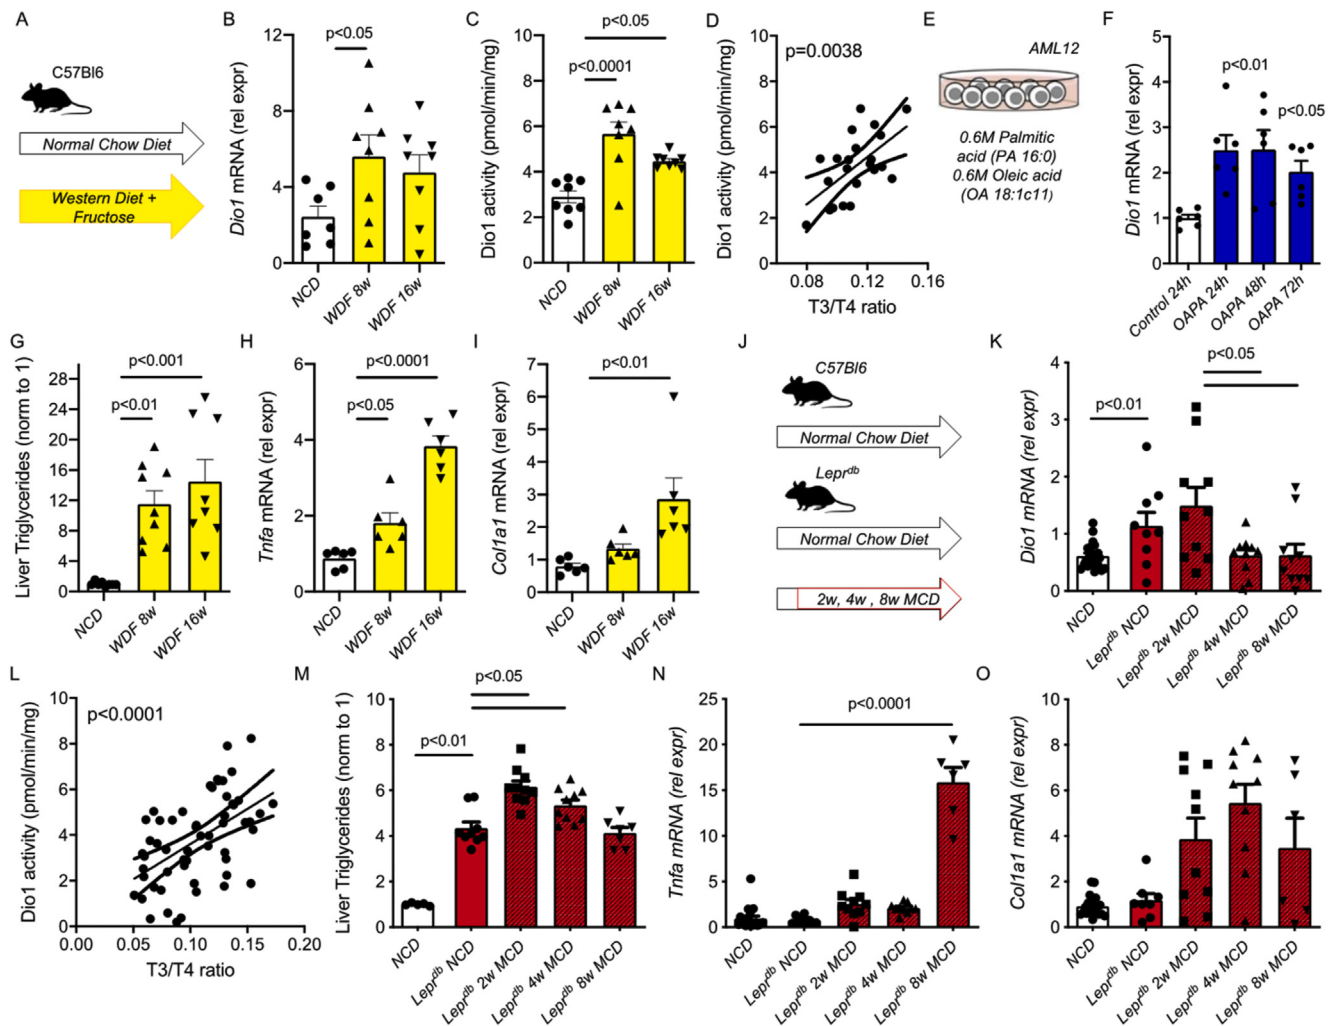 A
C57Bl6
Normal Chow Diet
Western Diet +
Fructose
B
Dio1 mRNA (rel expr)
12
8
4
0
p<0.05
NCD
WDF 8w
WDF 16w
C
Dio1 activity (pmol/min/mg)
10
8
6
4
2
0
p<0.05
p<0.0001
NCD
WDF 8w
WDF 16w
D
Dio1 activity (pmol/min/mg)
10
8
6
4
2
0
p=0.0038
0.08
0.12
0.16
T3/T4 ratio
E
AML12
0.6M Palmitic
acid (PA 16:0)
0.6M Oleic acid
(OA 18:1c11)
F
Dio1 mRNA (rel expr)
5
4
3
2
1
0
p<0.01
p<0.05
Control 24h
OAPA 24h
OAPA 48h
OAPA 72h
G
Liver Triglycerides (norm to 1)
28
24
20
16
12
8
4
0
p<0.001
p<0.01
NCD
WDF 8w
WDF 16w
H
Tnfa mRNA (rel expr)
6
4
2
0
p<0.0001
p<0.05
NCD
WDF 8w
WDF 16w
I
Col1a1 mRNA (rel expr)
7
6
5
4
3
2
1
0
p<0.01
NCD
WDF 8w
WDF 16w
J
C57Bl6
Normal Chow Diet
Lepr^db
Normal Chow Diet
2w, 4w , 8w MCD
K
Dio1 mRNA (rel expr)
4
3
2
1
0
p<0.01
p<0.05
NCD
Lepr^db NCD
Lepr^db 2w MCD
Lepr^db 4w MCD
Lepr^db 8w MCD
L
Dio1 activity (pmol/min/mg)
10
8
6
4
2
0
p<0.0001
0.00
0.05
0.10
0.15
0.20
T3/T4 ratio
M
Liver Triglycerides (norm to 1)
10
8
6
4
2
0
p<0.05
p<0.01
NCD
Lepr^db NCD
Lepr^db 2w MCD
Lepr^db 4w MCD
Lepr^db 8w MCD
N
Tnfa mRNA (rel expr)
25
20
15
10
5
0
p<0.0001
NCD
Lepr^db NCD
Lepr^db 2w MCD
Lepr^db 4w MCD
Lepr^db 8w MCD
O
Col1a1 mRNA (rel expr)
10
8
6
4
2
0
NCD
Lepr^db NCD
Lepr^db 2w MCD
Lepr^db 4w MCD
Lepr^db 8w MCD